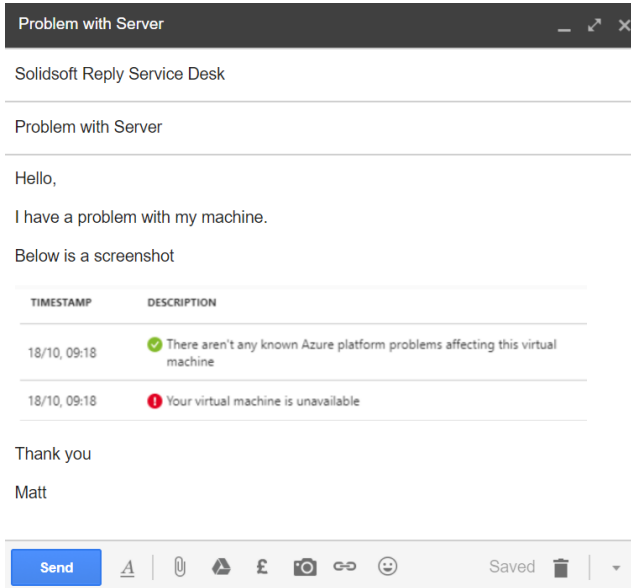 Problem with Server
Solidsoft Reply Service Desk
Problem with Server
Hello,
I have a problem with my machine.
Below is a screenshot
TIMESTAMP DESCRIPTION
18/10, 09:18 There aren't any known Azure platform problems affecting this virtual
machine
18/10, 09:18 Your virtual machine is unavailable
Thank you
Matt
Send A £ Saved